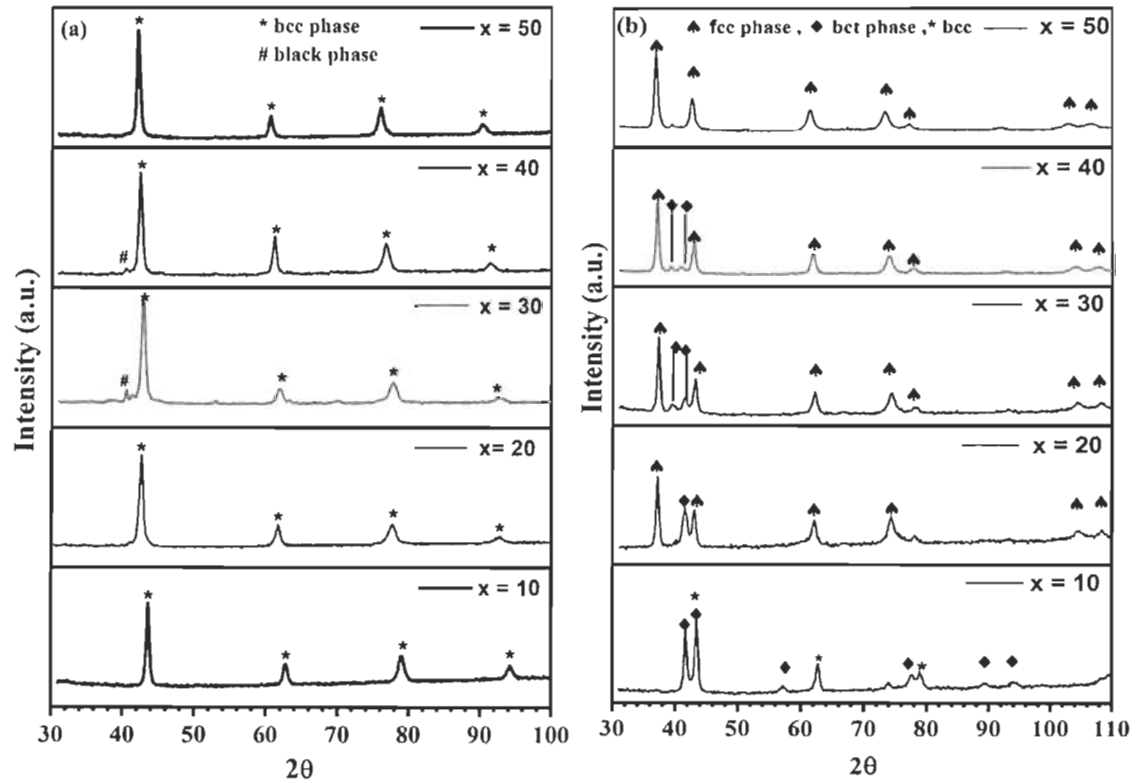 (a)
* bcc phase
x = 50
# black phase
*
*
*
*
x = 40
#
*
*
*
*
x = 30
#
*
*
*
*
x= 20
*
*
*
*
x = 10
*
*
*
*
30 40 50 60 70 80 90 100
2θ
Intensity (a.u.)
(b)
♠ fcc phase , ◆ bct phase ,* bcc
x = 50
x = 40
x = 30
x = 20
x = 10
*
*
*
30 40 50 60 70 80 90 100 110
2θ
Intensity (a.u.)